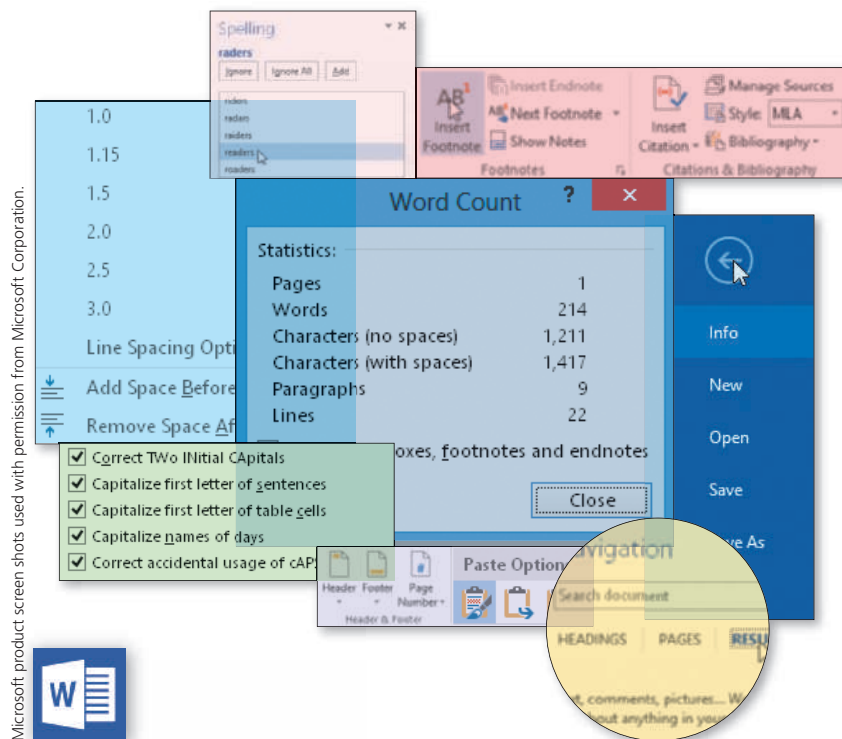 Spelling
raders
Ignore Ignore All Add
riders
radars
raiders
readers
roaders
AB1
Insert
Footnote
Insert Endnote
AB1 Next Footnote
Show Notes
Footnotes
Insert
Citation
Manage Sources
Style: MLA
Bibliography
Citations & Bibliography
1.0
1.15
1.5
2.0
2.5
3.0
Line Spacing Opti
Add Space Before
Remove Space Af
Word Count ? ×
Statistics:
Pages 1
Words 214
Characters (no spaces) 1,211
Characters (with spaces) 1,417
Paragraphs 9
Lines 22
oxes, footnotes and endnotes
Close
Info
New
Open
Save
ve As
Correct TWo INitial CApitals
Capitalize first letter of sentences
Capitalize first letter of table cells
Capitalize names of days
Correct accidental usage of cAPS
Header
Footer
Page
Number
Header & Footer
Paste Option
avigation
Search document
HEADINGS PAGES RESU
t, comments, pictures... W
bout anything in your
W
Microsoft product screen shots used with permission from Microsoft Corporation.